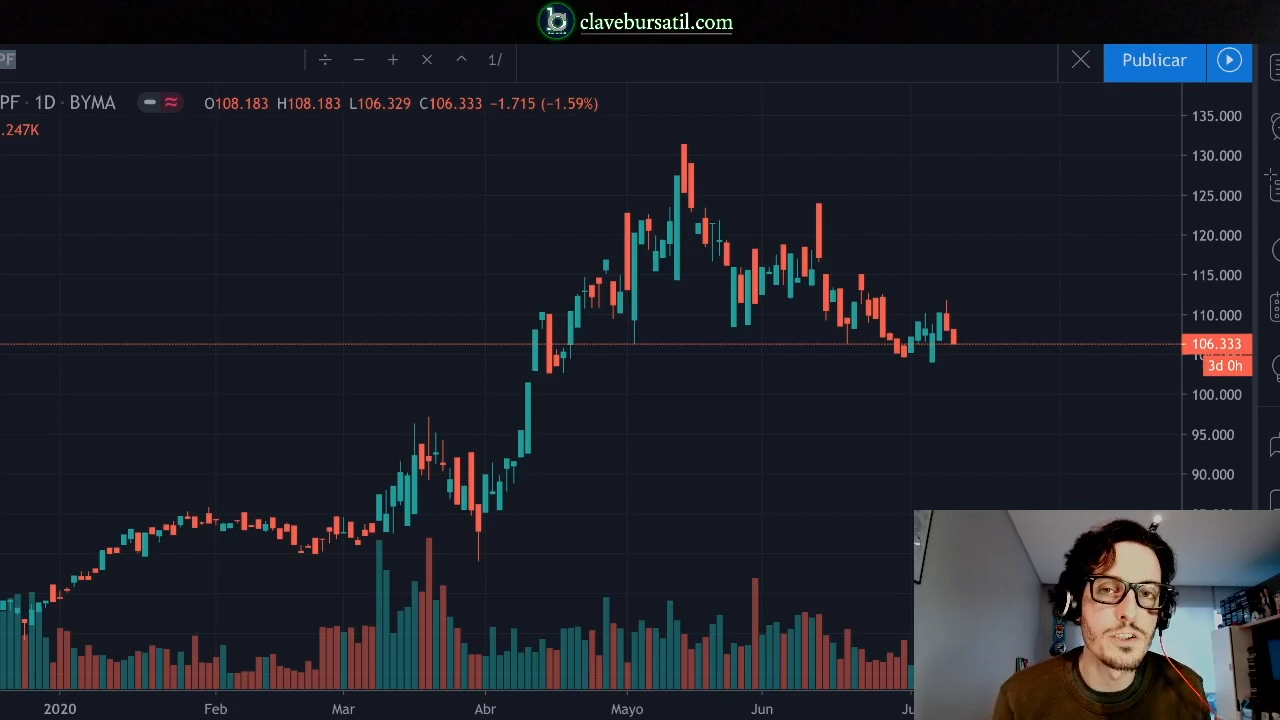 clavebursatil.com
PF
÷ − + × ^ 1/
Publicar
PF · 1D · BYMA O108.183 H108.183 L106.329 C106.333 −1.715 (−1.59%)
.247K
135.000
130.000
125.000
120.000
115.000
110.000
106.333
3d 0h
100.000
95.000
90.000
2020 Feb Mar Abr Mayo Jun Ju